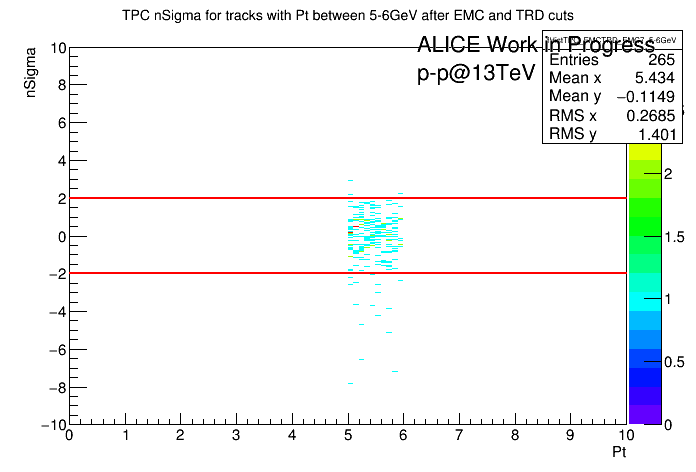 TPC nSigma for tracks with Pt between 5-6GeV after EMC and TRD cuts
nSigma
ALICE Work in Progress
p-p@13TeV
5-6GeV
Entries 265
Mean x 5.434
Mean y −0.1149
RMS x 0.2685
RMS y 1.401
10
8
6
4
2
0
−2
−4
−6
−8
−10
0 1 2 3 4 5 6 7 8 9 10
Pt
2
1.5
1
0.5
0